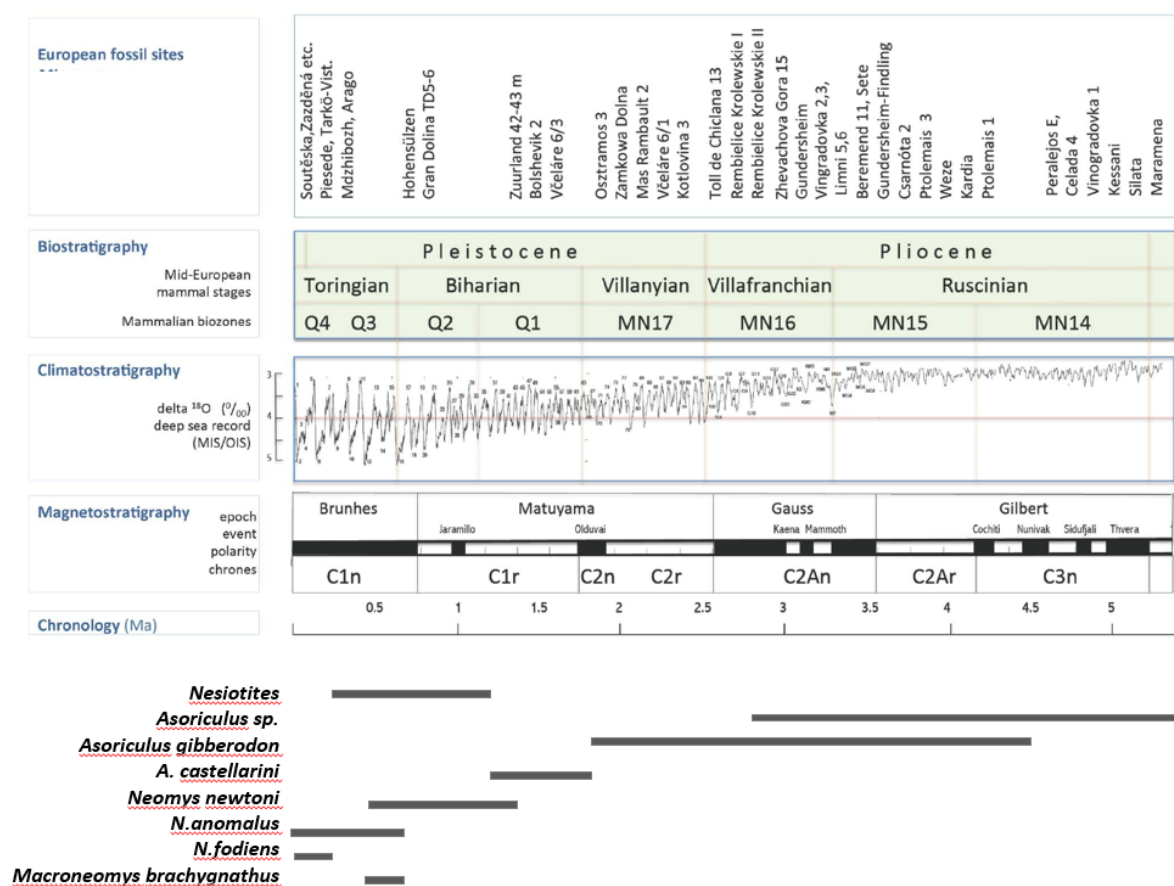 European fossil sites
Soutěska,Zazděná etc.
Piesede, Tarkö-Vist.
Mdzhibozh, Arago
Hohensülzen
Gran Dolina TD5-6
Zuurland 42-43 m
Bolshevik 2
Včeláre 6/3
Osztramos 3
Zamkowa Dolna
Mas Rambault 2
Včeláre 6/1
Kotlovina 3
Toll de Chiclana 13
Rembielice Krolewskie I
Rembielice Krolewskie II
Zhevachova Gora 15
Gundersheim
Vingradovka 2,3,
Limni 5,6
Beremend 11, Sete
Gundersheim-Findling
Csarnóta 2
Ptolemais 3
Weze
Kardia
Ptolemais 1
Peralejos E,
Celada 4
Vinogradovka 1
Kessani
Silata
Maramena
Biostratigraphy
Pleistocene Pliocene
Mid-European
mammal stages
Toringian Biharian Villanyian Villafranchian Ruscinian
Mammalian biozones Q4 Q3 Q2 Q1 MN17 MN16 MN15 MN14
Climatostratigraphy
delta ¹⁸O (⁰/₀₀)
deep sea record
(MIS/OIS)
3
4
5
Magnetostratigraphy
epoch
event
polarity
chrones
Brunhes Matuyama Gauss Gilbert
Jaramillo Olduvai Kaena Mammoth Cochiti Nunivak Sidufjali Thvera
C1n C1r C2n C2r C2An C2Ar C3n
0.5 1 1.5 2 2.5 3 3.5 4 4.5 5
Chronology (Ma)
Nesiotites
Asoriculus sp.
Asoriculus gibberodon
A. castellarini
Neomys newtoni
N.anomalus
N.fodiens
Macroneomys brachygnathus